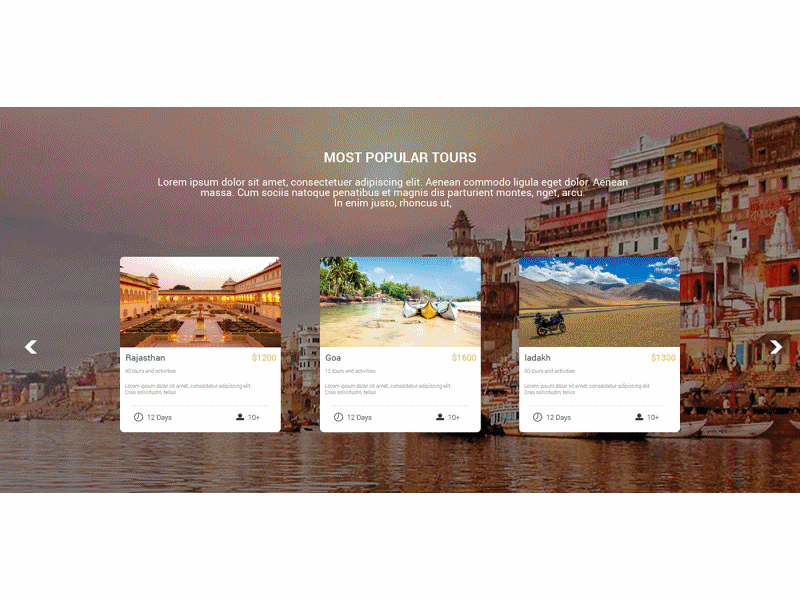 MOST POPULAR TOURS
Lorem ipsum dolor sit amet, consectetuer adipiscing elit. Aenean commodo ligula eget dolor. Aenean
massa. Cum sociis natoque penatibus et magnis dis parturient montes, nget, arcu.
In enim justo, rhoncus ut,
Rajasthan $1200
40 tours and activities
Lorem ipsum dolor sit amet, consectetur adipiscing elit
Cras sollicitudin, tellus
12 Days 10+
Goa $1600
15 tours and activities
Lorem ipsum dolor sit amet, consectetur adipiscing elit.
Cras sollicitudin, tellus
12 Days 10+
ladakh $1300
30 tours and activities
Lorem ipsum dolor sit amet, consectetur adipiscing elit.
Cras sollicitudin, tellus
12 Days 10+